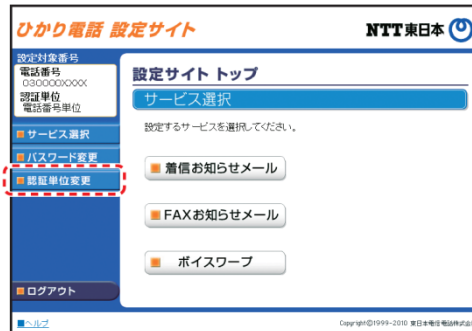 ひかり電話 設定サイト
NTT東日本
設定対象番号
電話番号
030000XXXX
認証単位
電話番号単位
サービス選択
パスワード変更
認証単位変更
ログアウト
ヘルプ
設定サイト トップ
サービス選択
設定するサービスを選択してください。
着信お知らせメール
FAXお知らせメール
ボイスワープ
Copyright©1999-2010 東日本電信電話株式会